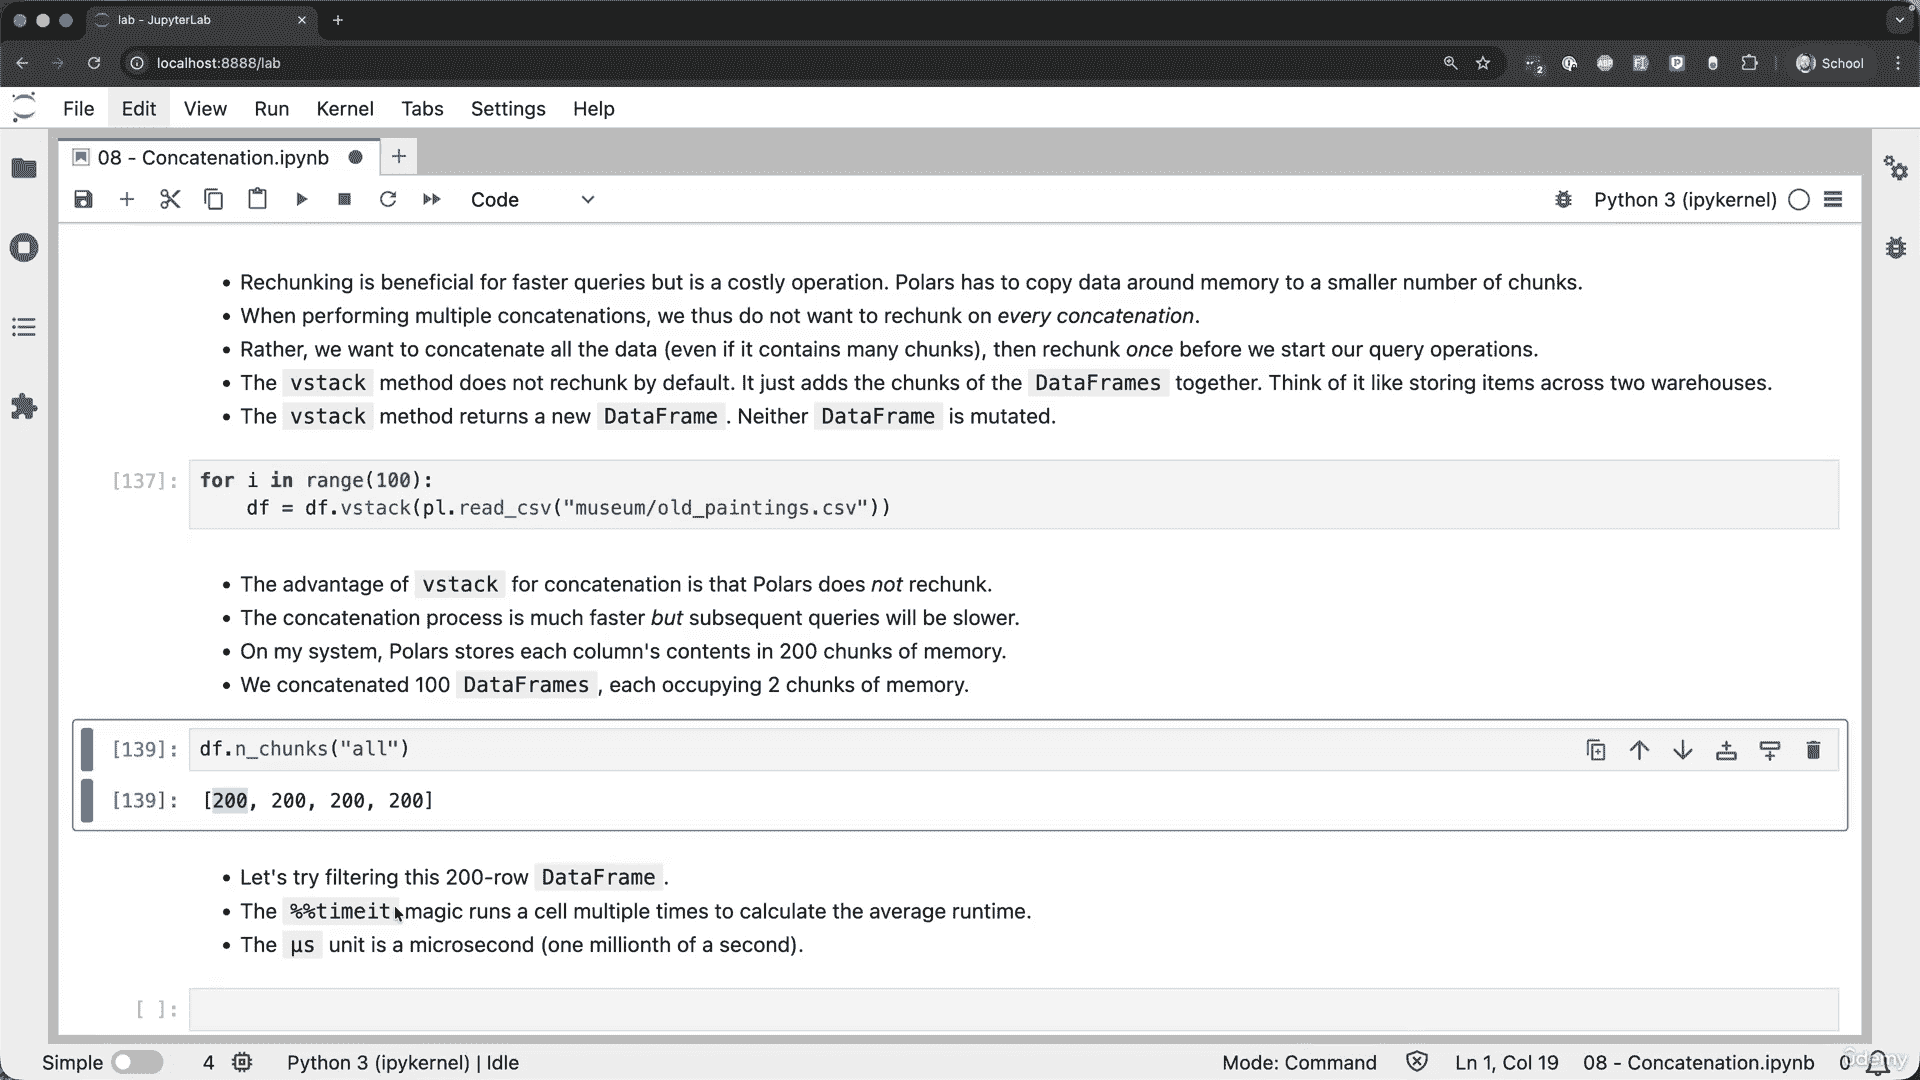 lab - JupyterLab
localhost:8888/lab
2
School
File Edit View Run Kernel Tabs Settings Help
08 - Concatenation.ipynb
Code
Python 3 (ipykernel)
• Rechunking is beneficial for faster queries but is a costly operation. Polars has to copy data around memory to a smaller number of chunks.
• When performing multiple concatenations, we thus do not want to rechunk on every concatenation.
• Rather, we want to concatenate all the data (even if it contains many chunks), then rechunk once before we start our query operations.
• The vstack method does not rechunk by default. It just adds the chunks of the DataFrames together. Think of it like storing items across two warehouses.
• The vstack method returns a new DataFrame . Neither DataFrame is mutated.
[137]: for i in range(100):
df = df.vstack(pl.read_csv("museum/old_paintings.csv"))
• The advantage of vstack for concatenation is that Polars does not rechunk.
• The concatenation process is much faster but subsequent queries will be slower.
• On my system, Polars stores each column's contents in 200 chunks of memory.
• We concatenated 100 DataFrames , each occupying 2 chunks of memory.
[139]: df.n_chunks("all")
[139]: [200, 200, 200, 200]
• Let's try filtering this 200-row DataFrame .
• The %%timeit magic runs a cell multiple times to calculate the average runtime.
• The µs unit is a microsecond (one millionth of a second).
[ ]:
Simple 4 Python 3 (ipykernel) | Idle Mode: Command Ln 1, Col 19 08 - Concatenation.ipynb 0